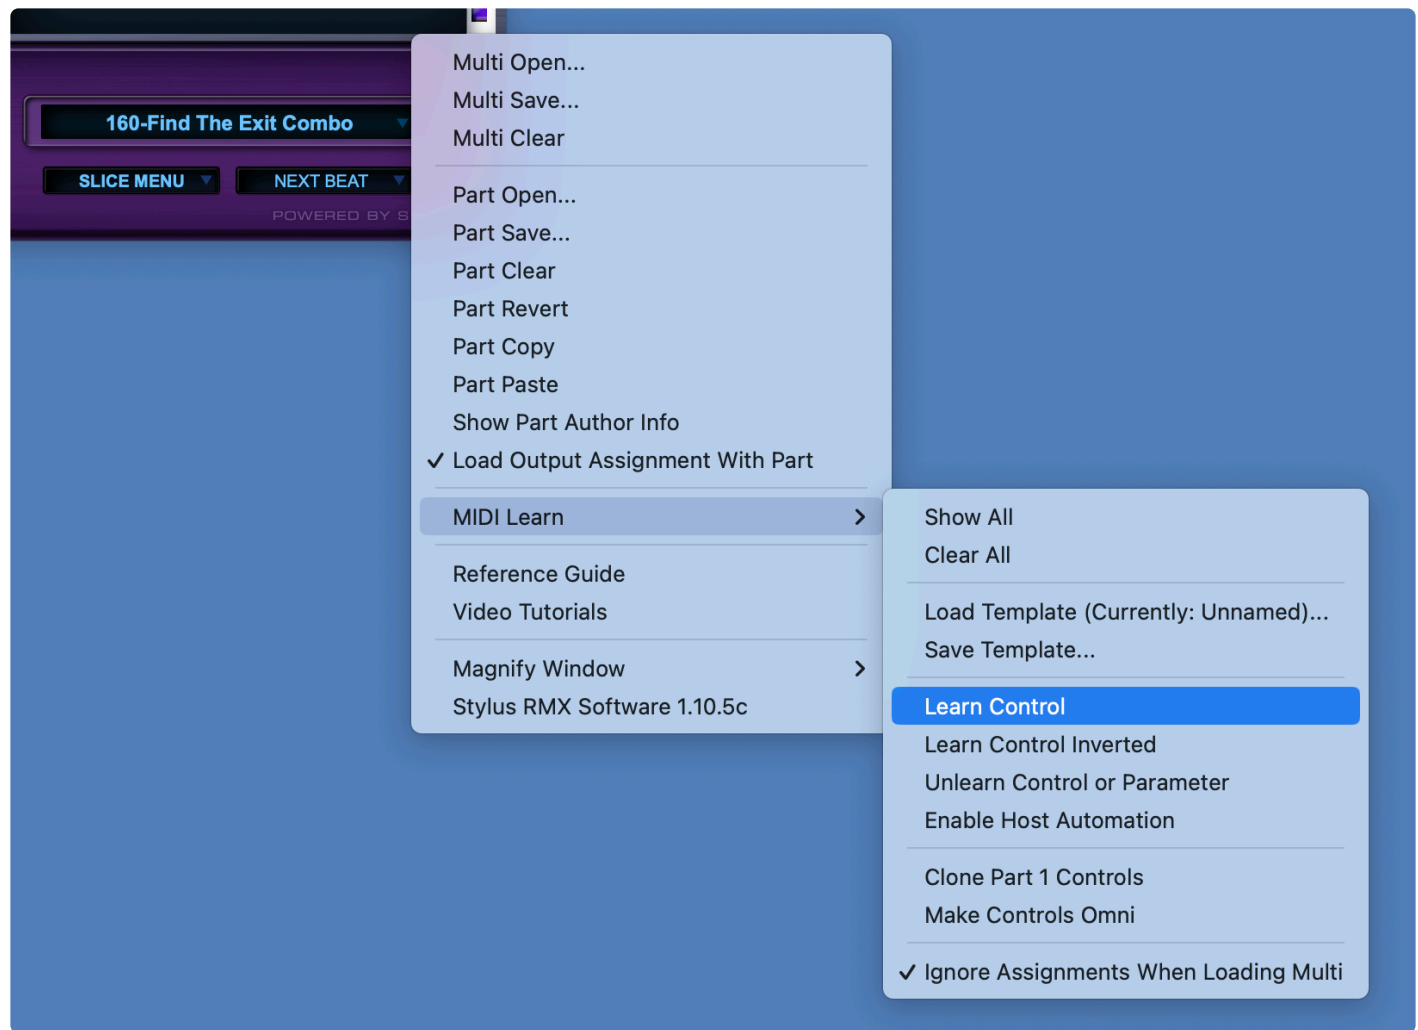 160-Find The Exit Combo
SLICE MENU
NEXT BEAT
POWERED BY S
Multi Open...
Multi Save...
Multi Clear
Part Open...
Part Save...
Part Clear
Part Revert
Part Copy
Part Paste
Show Part Author Info
✓ Load Output Assignment With Part
MIDI Learn
Reference Guide
Video Tutorials
Magnify Window
Stylus RMX Software 1.10.5c
Show All
Clear All
Load Template (Currently: Unnamed)...
Save Template...
Learn Control
Learn Control Inverted
Unlearn Control or Parameter
Enable Host Automation
Clone Part 1 Controls
Make Controls Omni
✓ Ignore Assignments When Loading Multi